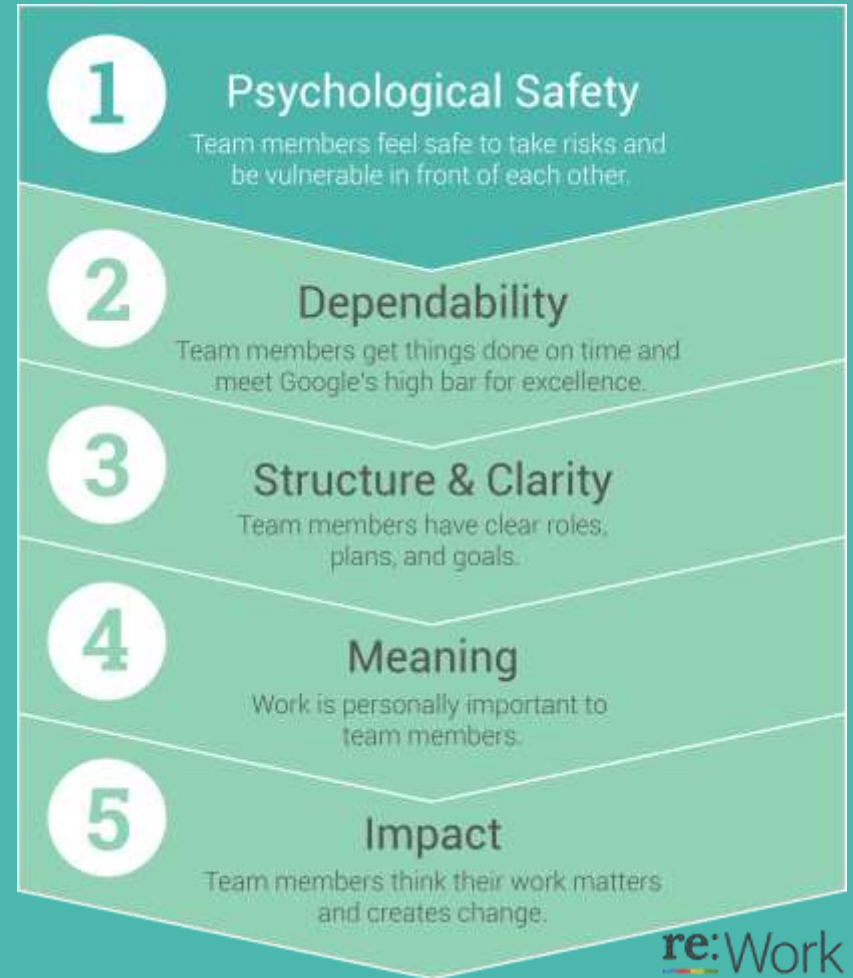 1
Psychological Safety
Team members feel safe to take risks and
be vulnerable in front of each other.
2
Dependability
Team members get things done on time and
meet Google's high bar for excellence.
3
Structure & Clarity
Team members have clear roles,
plans, and goals.
4
Meaning
Work is personally important to
team members.
5
Impact
Team members think their work matters
and creates change.
re:Work